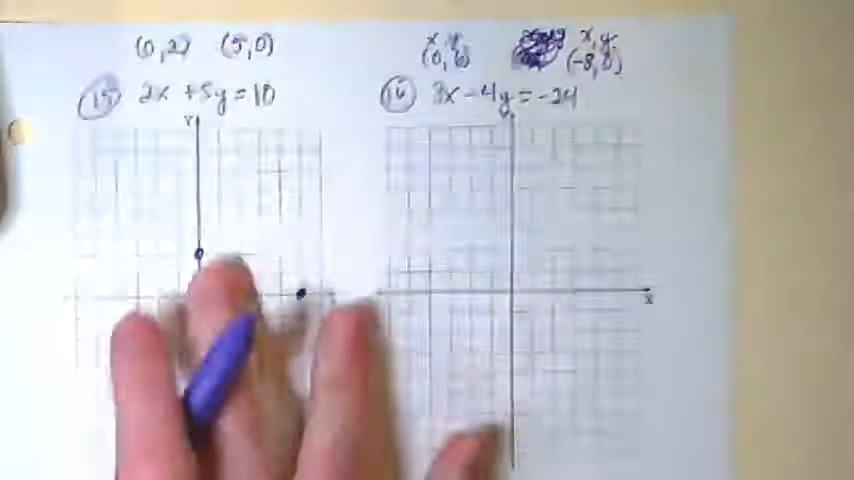 (0,2) (5,0)
x, y x, y
(0,6) (-8,0)
15 2x + 5y = 10
16 3x - 4y = -24
Y
x